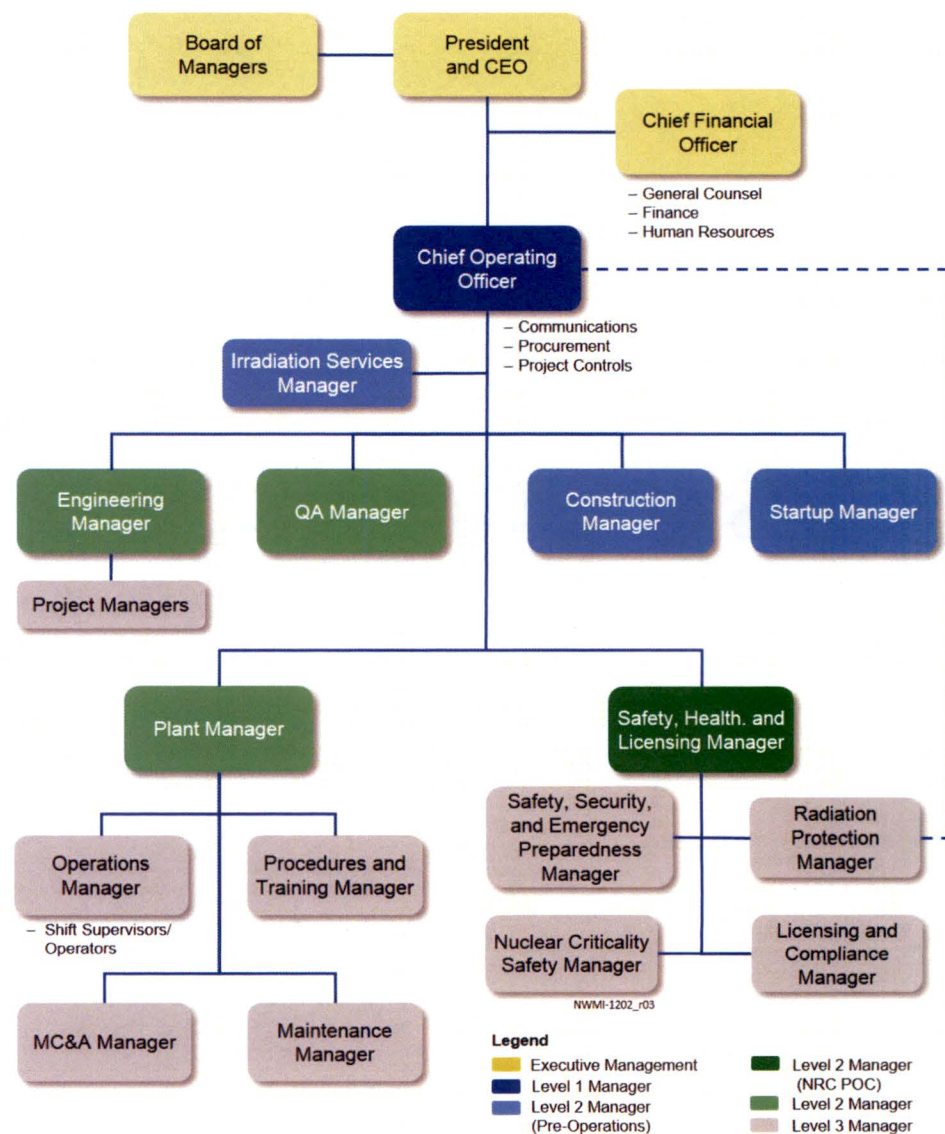 Board of
Managers
President
and CEO
Chief Financial
Officer
– General Counsel
– Finance
– Human Resources
Chief Operating
Officer
– Communications
– Procurement
– Project Controls
Irradiation Services
Manager
Engineering
Manager
QA Manager
Construction
Manager
Startup Manager
Project Managers
Plant Manager
Safety, Health. and
Licensing Manager
Operations
Manager
– Shift Supervisors/
Operators
Procedures and
Training Manager
Safety, Security,
and Emergency
Preparedness
Manager
Radiation
Protection
Manager
MC&A Manager
Maintenance
Manager
Nuclear Criticality
Safety Manager
Licensing and
Compliance
Manager
NWMI-1202_r03
Legend
Executive Management
Level 1 Manager
Level 2 Manager
(Pre-Operations)
Level 2 Manager
(NRC POC)
Level 2 Manager
Level 3 Manager